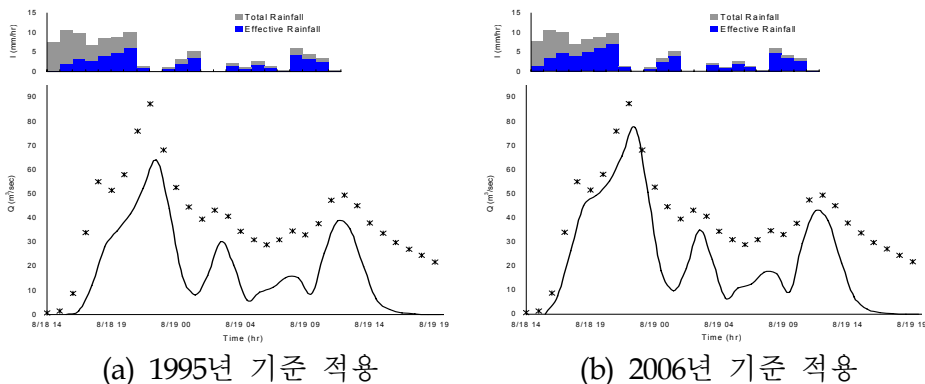 15
10
5
0
I (mm/hr)
Total Rainfall
Effective Rainfall
90
80
70
60
50
40
30
20
10
0
Q (m³/sec)
8/18 14 8/18 19 8/19 00 8/19 04 8/19 09 8/19 14 8/19 19
Time (hr)
(a) 1995년 기준 적용
15
10
5
0
I (mm/hr)
Total Rainfall
Effective Rainfall
90
80
70
60
50
40
30
20
10
0
Q (m³/sec)
8/18 14 8/18 19 8/19 00 8/19 04 8/19 09 8/19 14 8/19 19
Time (hr)
(b) 2006년 기준 적용